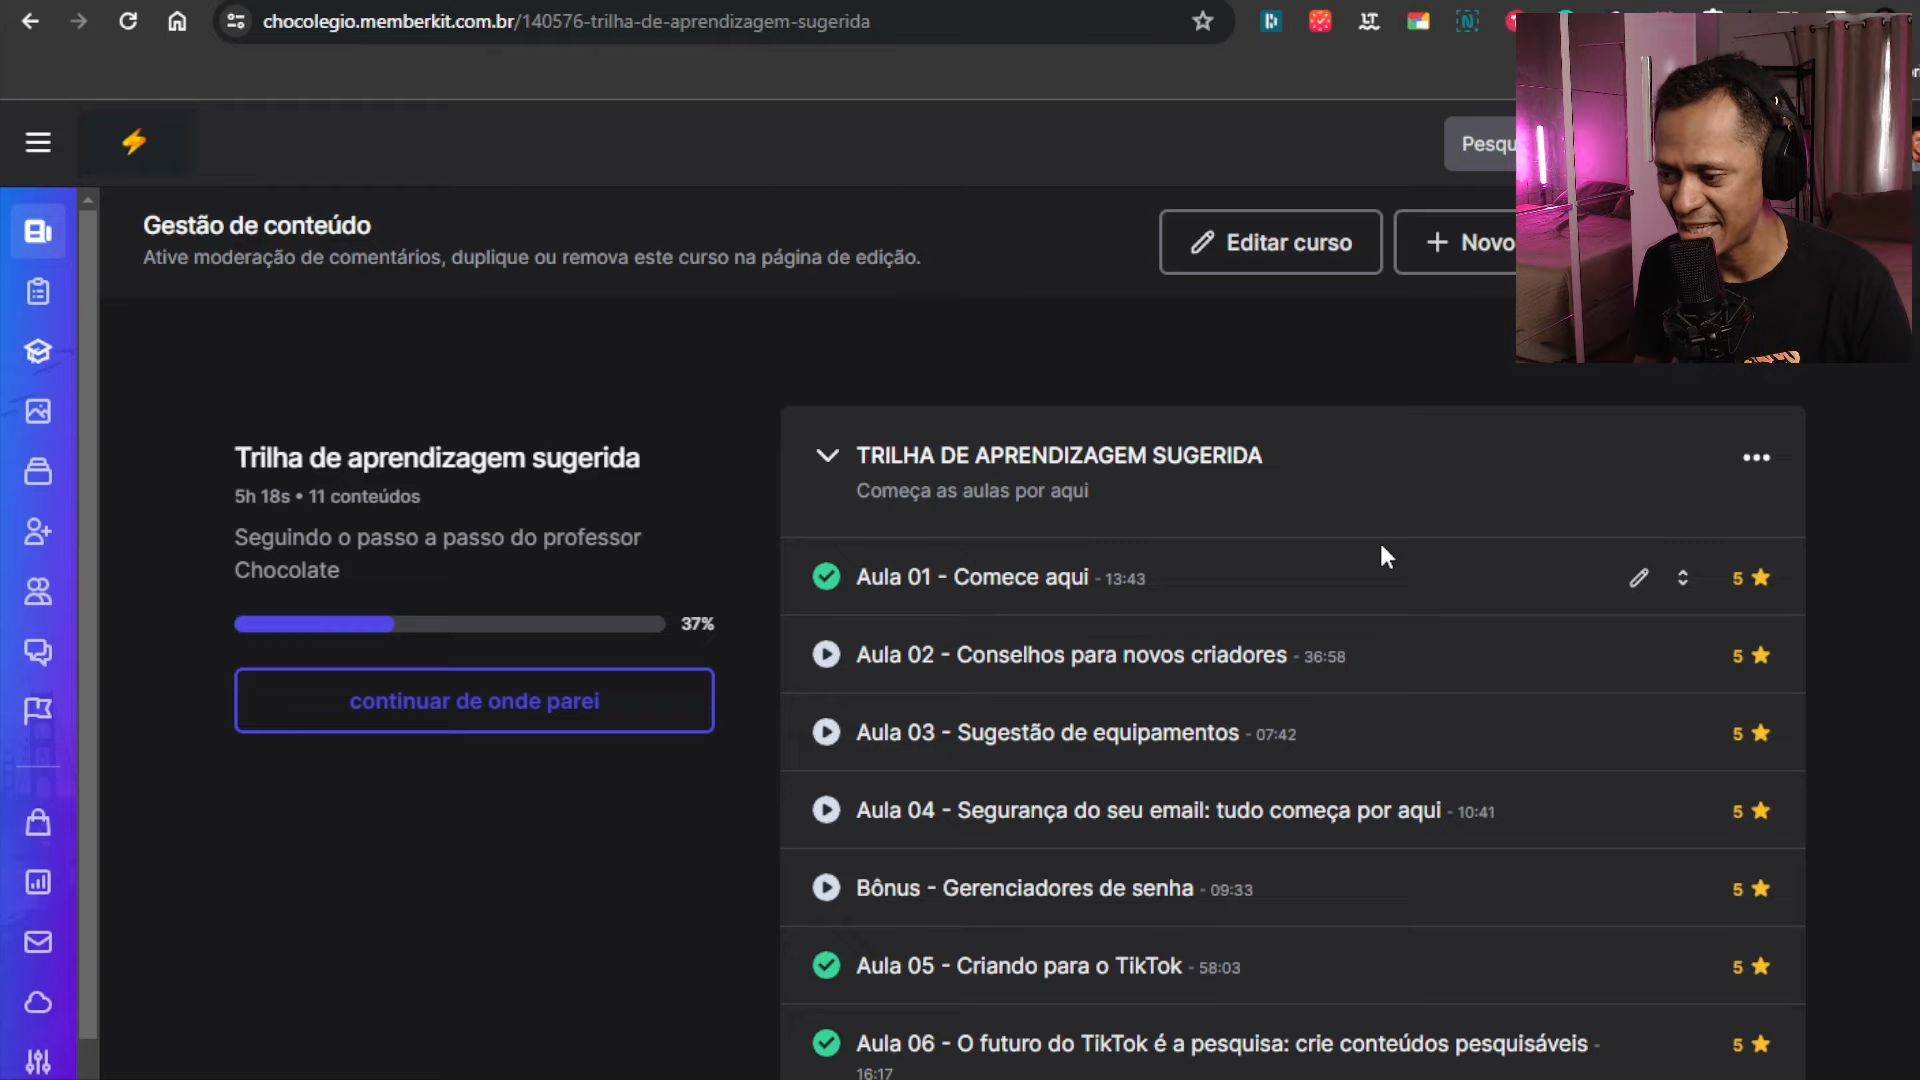 chocolegio.memberkit.com.br/140576-trilha-de-aprendizagem-sugerida
Gestão de conteúdo
Ative moderação de comentários, duplique ou remova este curso na página de edição.
Editar curso
+ Novo
Pesqu
Trilha de aprendizagem sugerida
5h 18s • 11 conteúdos
Seguindo o passo a passo do professor
Chocolate
37%
continuar de onde parei
TRILHA DE APRENDIZAGEM SUGERIDA
Começa as aulas por aqui
Aula 01 - Comece aqui - 13:43 5
Aula 02 - Conselhos para novos criadores - 36:58 5
Aula 03 - Sugestão de equipamentos - 07:42 5
Aula 04 - Segurança do seu email: tudo começa por aqui - 10:41 5
Bônus - Gerenciadores de senha - 09:33 5
Aula 05 - Criando para o TikTok - 58:03 5
Aula 06 - O futuro do TikTok é a pesquisa: crie conteúdos pesquisáveis - 5
16:17